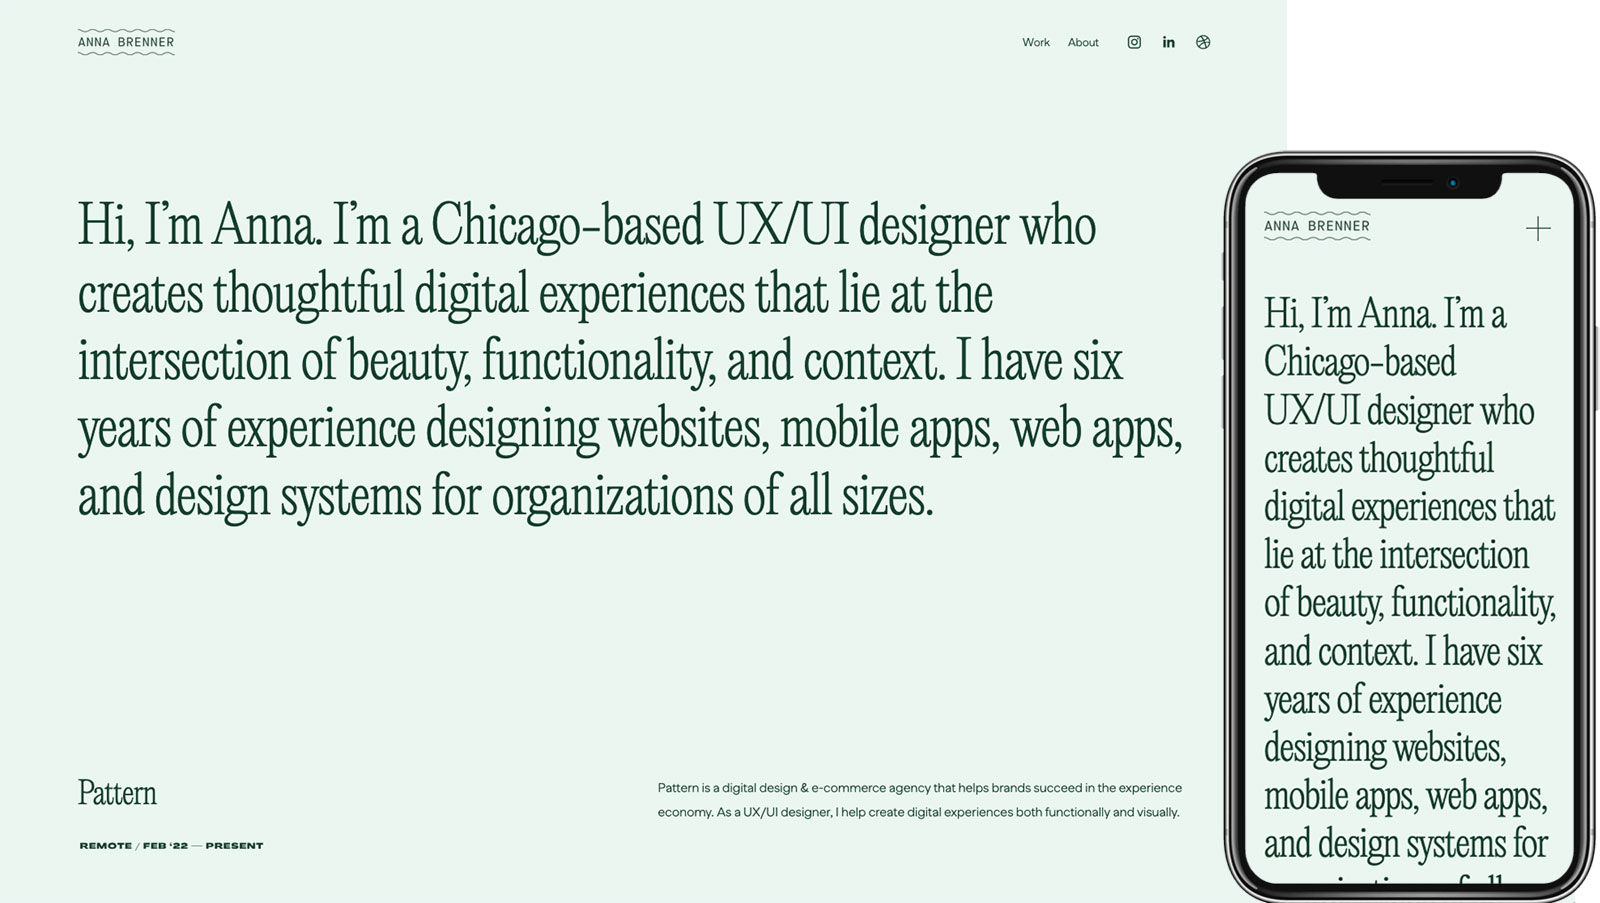 ANNA BRENNER
Work About
Hi, I’m Anna. I’m a Chicago-based UX/UI designer who
creates thoughtful digital experiences that lie at the
intersection of beauty, functionality, and context. I have six
years of experience designing websites, mobile apps, web apps,
and design systems for organizations of all sizes.
Pattern
REMOTE / FEB ‘22 — PRESENT
Pattern is a digital design & e-commerce agency that helps brands succeed in the experience
economy. As a UX/UI designer, I help create digital experiences both functionally and visually.
ANNA BRENNER
Hi, I’m Anna. I’m a
Chicago-based
UX/UI designer who
creates thoughtful
digital experiences that
lie at the intersection
of beauty, functionality,
and context. I have six
years of experience
designing websites,
mobile apps, web apps,
and design systems for